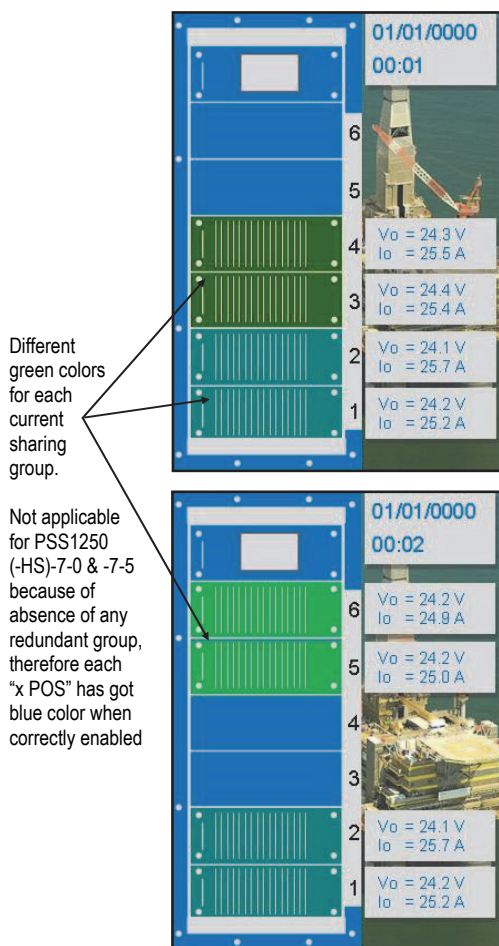 01/01/0000
00:01
6
5
4
Vo = 24.3 V
Io = 25.5 A
3
Vo = 24.4 V
Io = 25.4 A
2
Vo = 24.1 V
Io = 25.7 A
1
Vo = 24.2 V
Io = 25.2 A
Different
green colors
for each
current
sharing
group.
Not applicable
for PSS1250
(-HS)-7-0 & -7-5
because of
absence of any
redundant group,
therefore each
“x POS” has got
blue color when
correctly enabled
01/01/0000
00:02
6
Vo = 24.2 V
Io = 24.9 A
5
Vo = 24.2 V
Io = 25.0 A
4
3
2
Vo = 24.1 V
Io = 25.7 A
1
Vo = 24.2 V
Io = 25.2 A